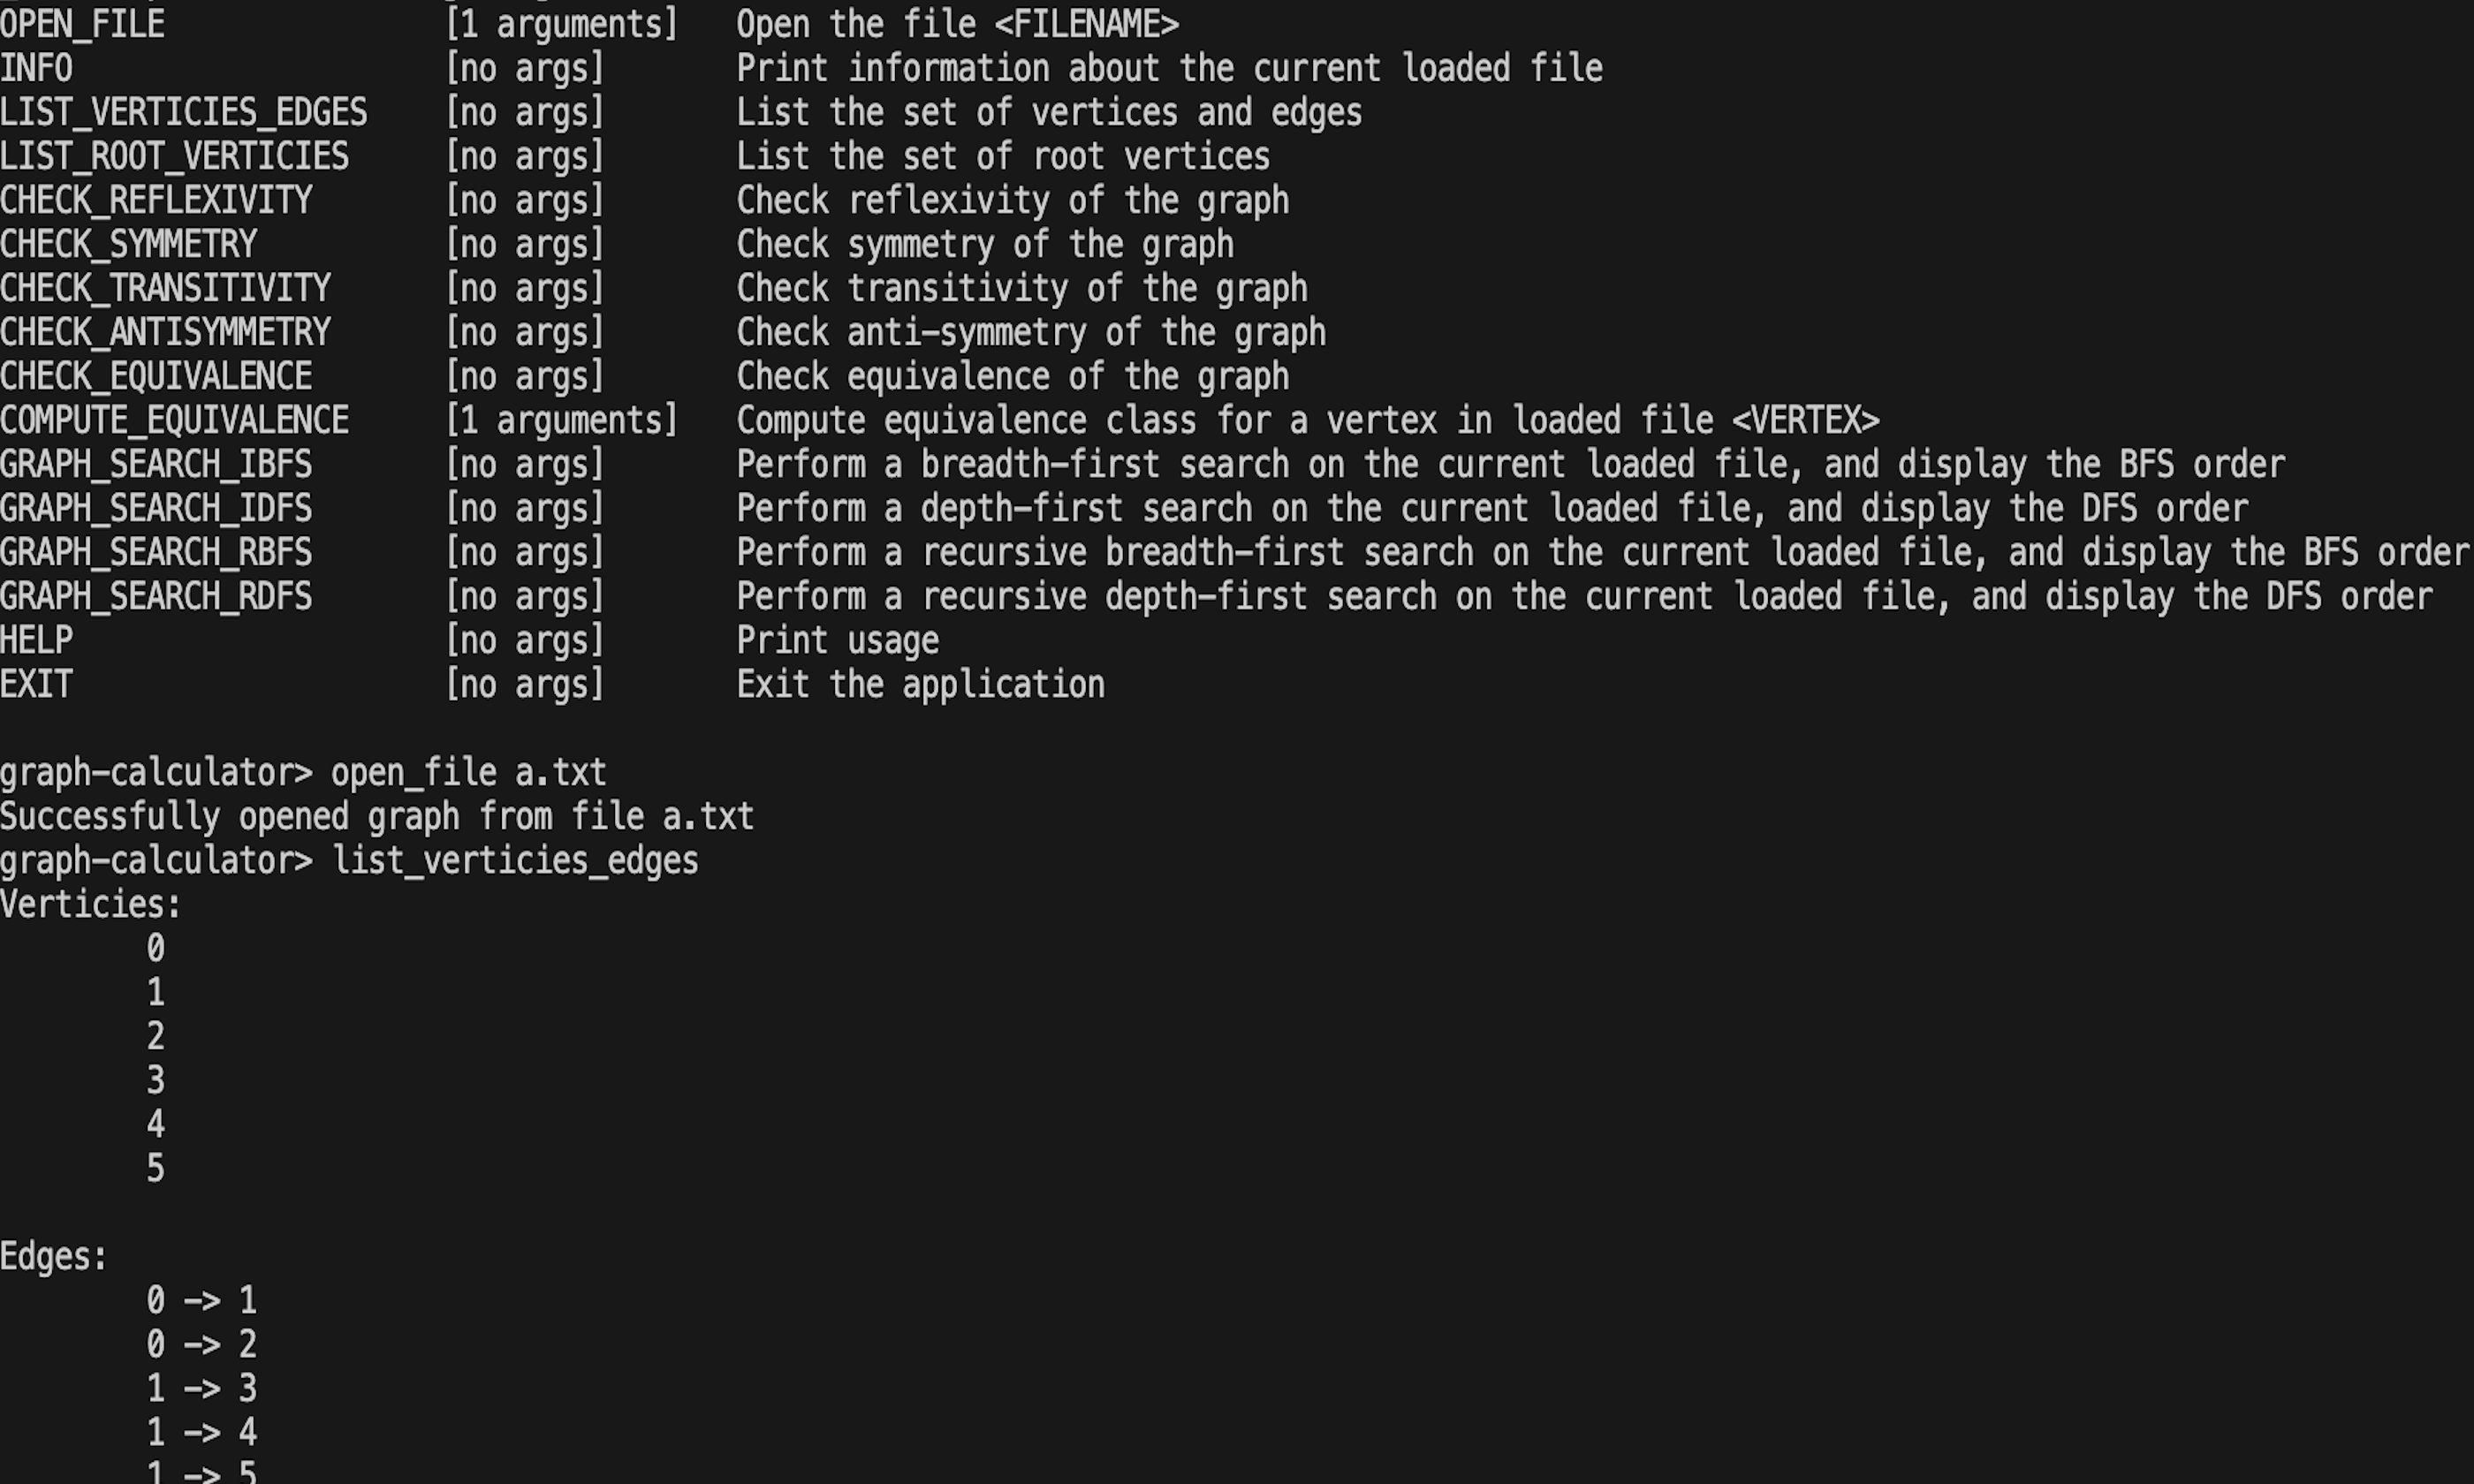 OPEN_FILE [1 arguments] Open the file <FILENAME>
INFO [no args] Print information about the current loaded file
LIST_VERTICIES_EDGES [no args] List the set of vertices and edges
LIST_ROOT_VERTICIES [no args] List the set of root vertices
CHECK_REFLEXIVITY [no args] Check reflexivity of the graph
CHECK_SYMMETRY [no args] Check symmetry of the graph
CHECK_TRANSITIVITY [no args] Check transitivity of the graph
CHECK_ANTISYMMETRY [no args] Check anti-symmetry of the graph
CHECK_EQUIVALENCE [no args] Check equivalence of the graph
COMPUTE_EQUIVALENCE [1 arguments] Compute equivalence class for a vertex in loaded file <VERTEX>
GRAPH_SEARCH_IBFS [no args] Perform a breadth-first search on the current loaded file, and display the BFS order
GRAPH_SEARCH_IDFS [no args] Perform a depth-first search on the current loaded file, and display the DFS order
GRAPH_SEARCH_RBFS [no args] Perform a recursive breadth-first search on the current loaded file, and display the BFS order
GRAPH_SEARCH_RDFS [no args] Perform a recursive depth-first search on the current loaded file, and display the DFS order
HELP [no args] Print usage
EXIT [no args] Exit the application
graph-calculator> open_file a.txt
Successfully opened graph from file a.txt
graph-calculator> list_verticies_edges
Verticies:
0
1
2
3
4
5
Edges:
0 -> 1
0 -> 2
1 -> 3
1 -> 4
1 -> 5